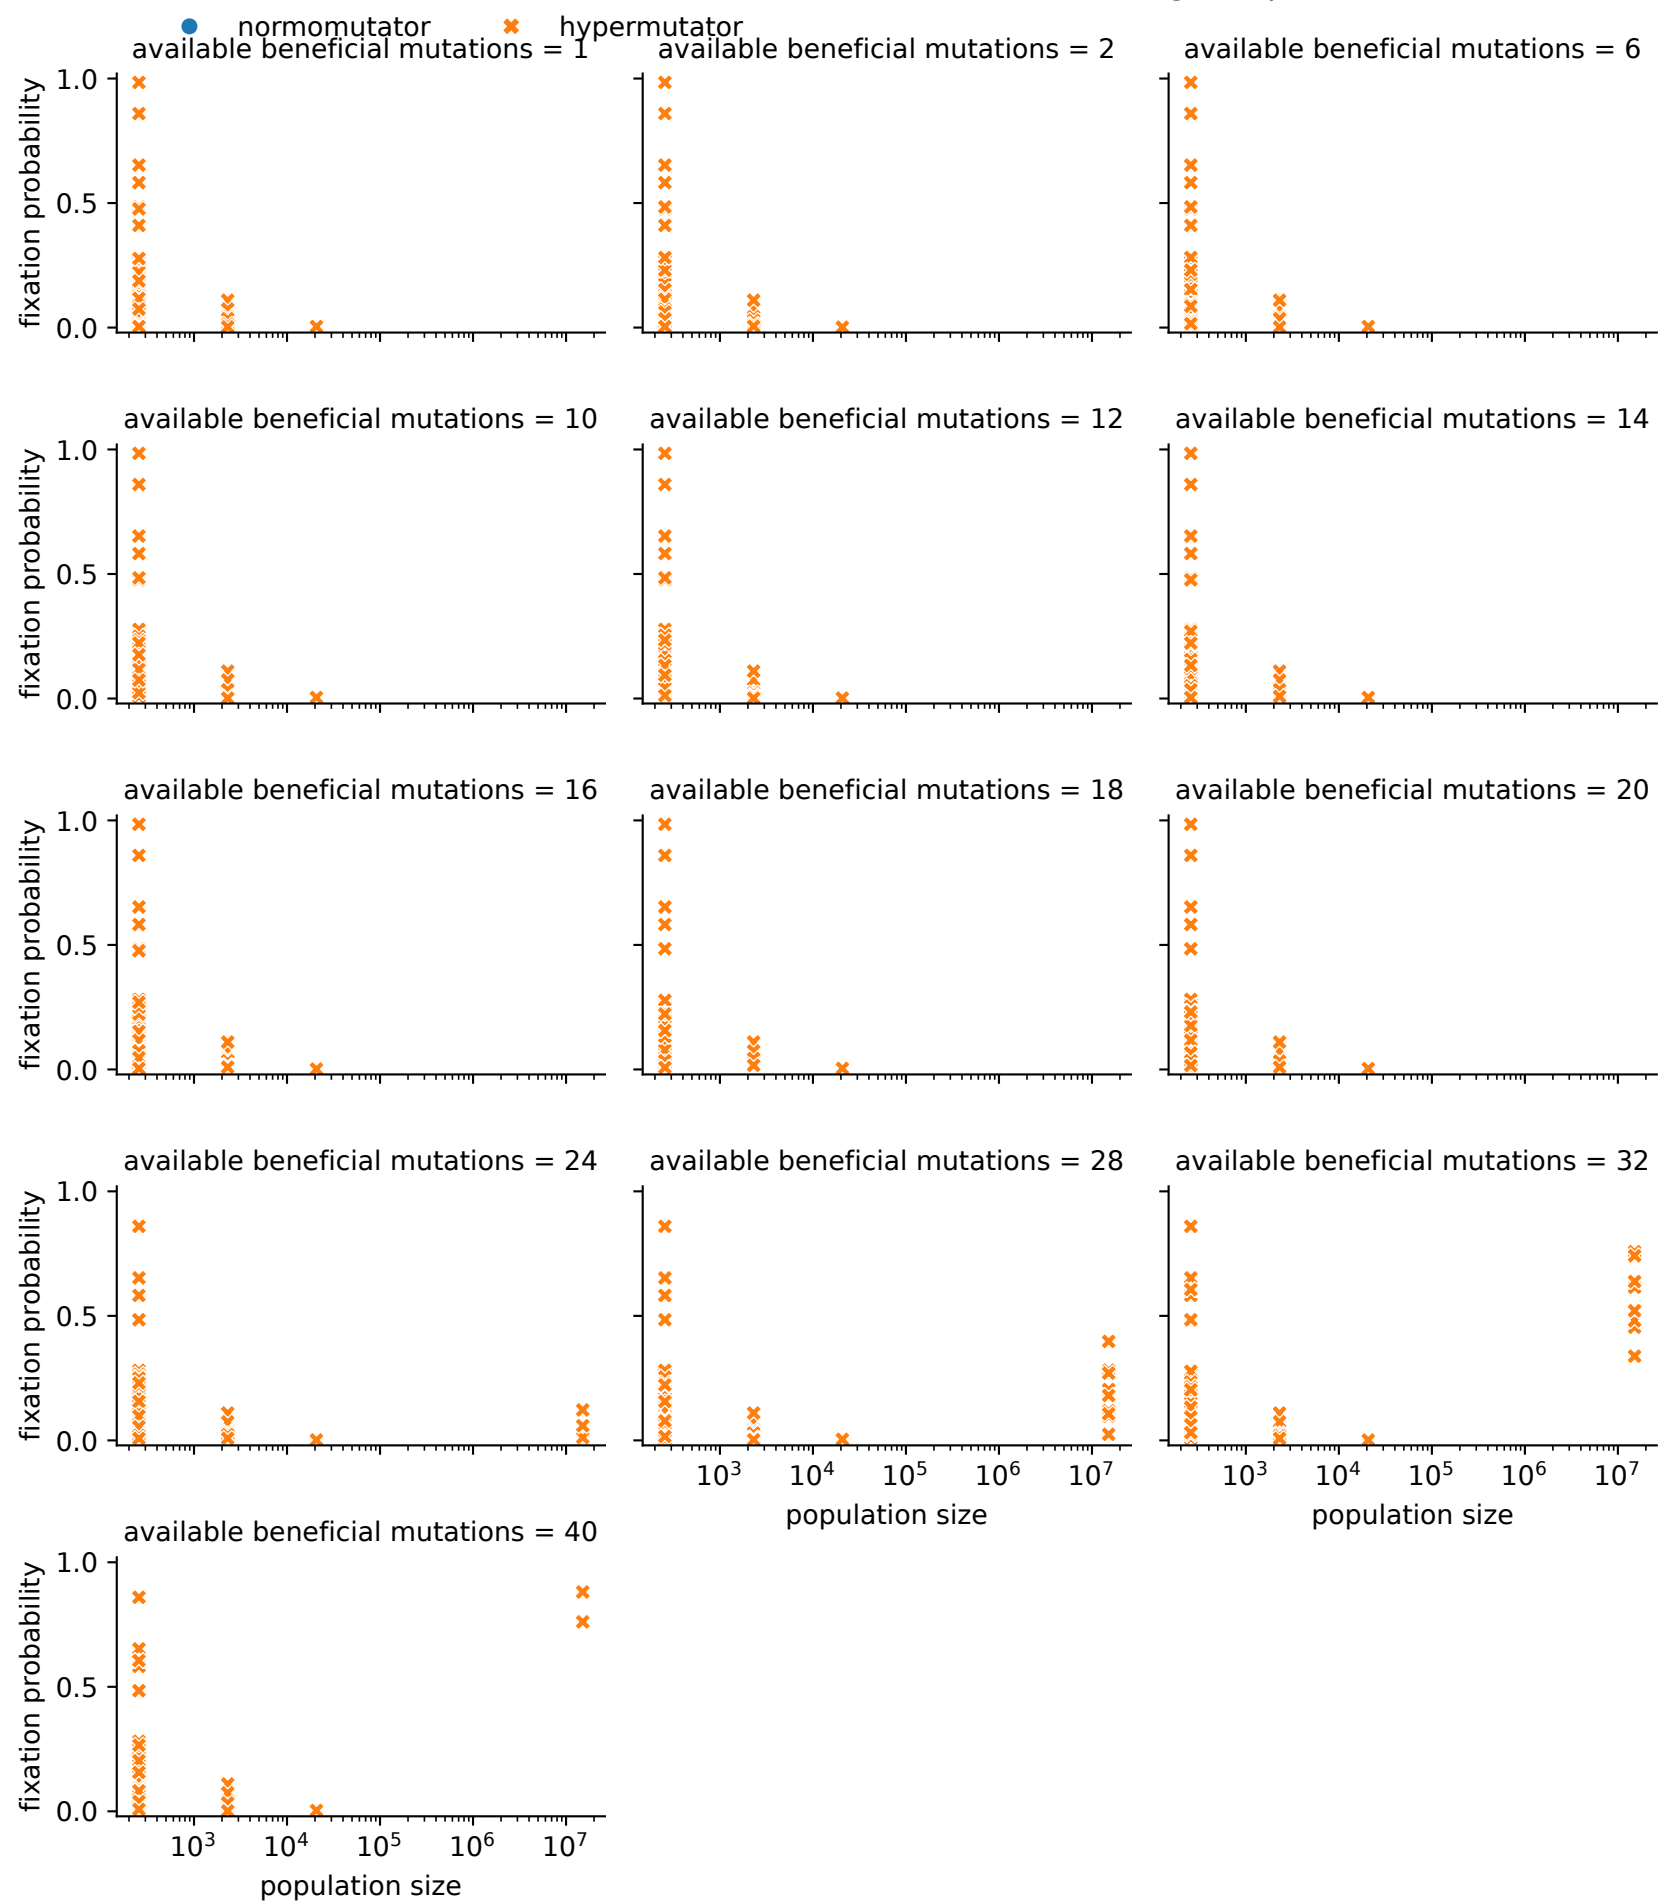 normomutator hypermutator
available beneficial mutations = 1 available beneficial mutations = 2 available beneficial mutations = 6
fixation probability
1.0
0.5
0.0
available beneficial mutations = 10 available beneficial mutations = 12 available beneficial mutations = 14
fixation probability
1.0
0.5
0.0
available beneficial mutations = 16 available beneficial mutations = 18 available beneficial mutations = 20
fixation probability
1.0
0.5
0.0
available beneficial mutations = 24 available beneficial mutations = 28 available beneficial mutations = 32
fixation probability
1.0
0.5
0.0
10³ 10⁴ 10⁵ 10⁶ 10⁷ 10³ 10⁴ 10⁵ 10⁶ 10⁷
population size population size
available beneficial mutations = 40
fixation probability
1.0
0.5
0.0
10³ 10⁴ 10⁵ 10⁶ 10⁷
population size